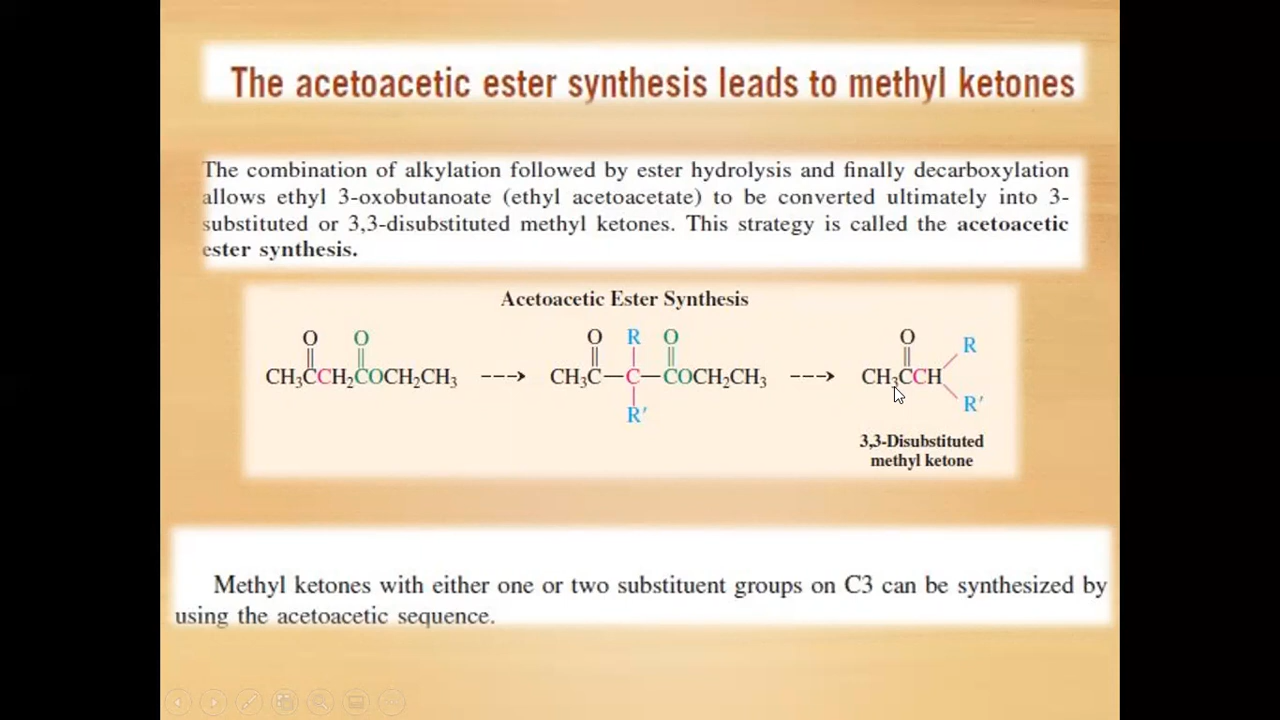 The acetoacetic ester synthesis leads to methyl ketones
The combination of alkylation followed by ester hydrolysis and finally decarboxylation
allows ethyl 3-oxobutanoate (ethyl acetoacetate) to be converted ultimately into 3-
substituted or 3,3-disubstituted methyl ketones. This strategy is called the acetoacetic
ester synthesis.
Acetoacetic Ester Synthesis
O O O R O O R
CH₃CCH₂COCH₂CH₃ CH₃C—C—COCH₂CH₃ CH₃CCH
R′ R′
3,3-Disubstituted
methyl ketone
Methyl ketones with either one or two substituent groups on C3 can be synthesized by
using the acetoacetic sequence.